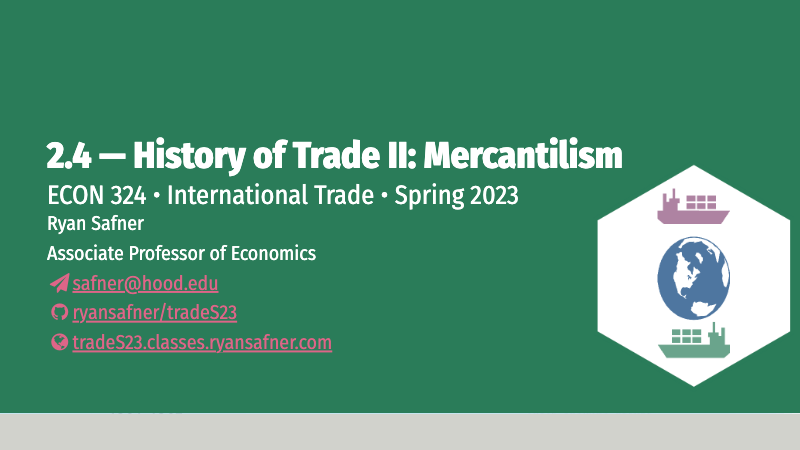 2.4 — History of Trade II: Mercantilism
ECON 324 • International Trade • Spring 2023
Ryan Safner
Associate Professor of Economics
safner@hood.edu
ryansafner/tradeS23
tradeS23.classes.ryansafner.com